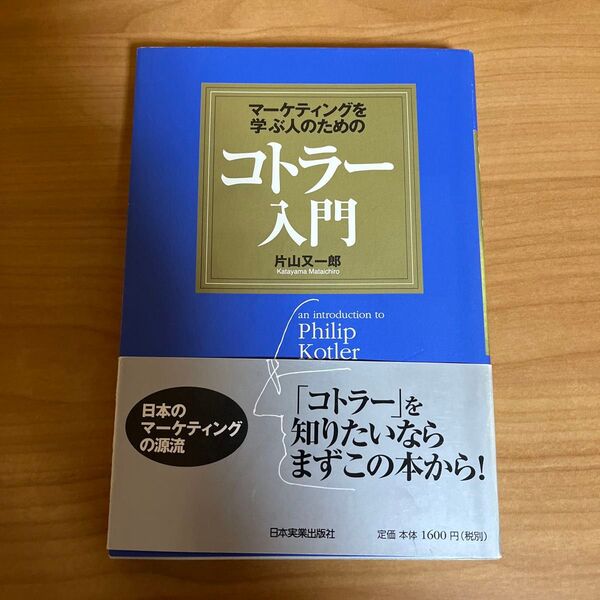 マーケティングを
学ぶ人のための
コトラー
入門
片山又一郎
Katayama Mataichiro
an introduction to
Philip
Kotler
日本の
マーケティング
の源流
「コトラー」を
知りたいなら
まずこの本から!
日本実業出版社
定価 本体 1600円(税別)